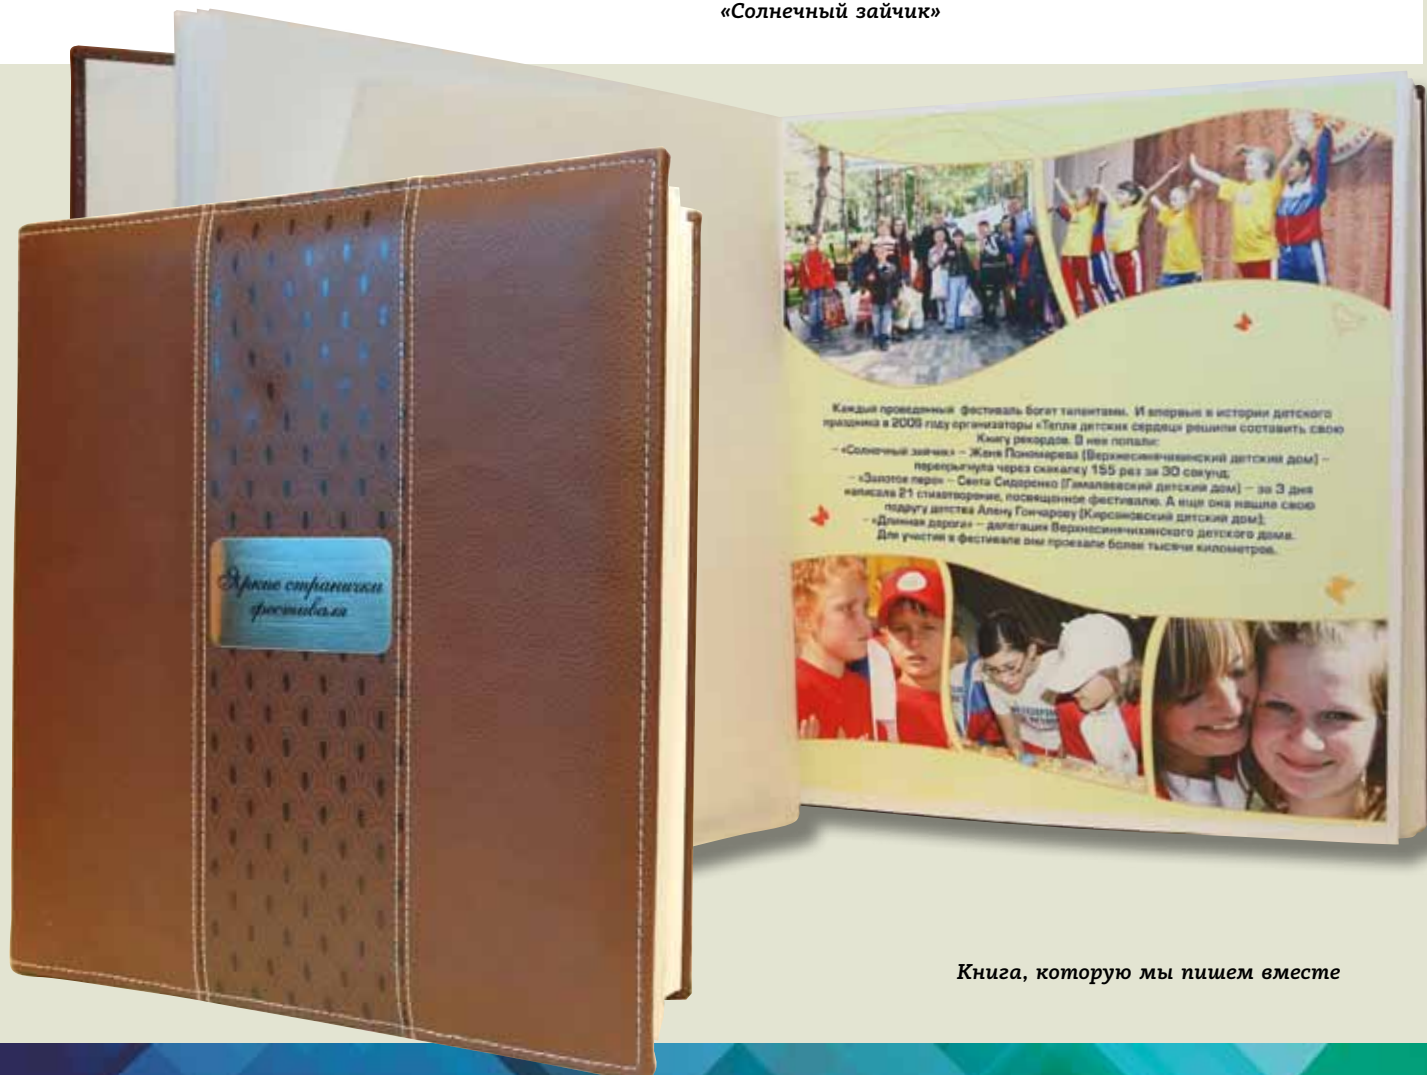 «Солнечный зайчик»
Яркие странички
фестиваля
Каждый проведенный фестиваль богат талантами. И впервые в истории детского
праздника в 2009 году организаторы «Тепла детских сердец» решили составить свою
Книгу рекордов. В нее попали:
– «Солнечный зайчик» – Женя Пономарева (Верхнесинячихинский детский дом) –
перепрыгнула через скакалку 155 раз за 30 секунд;
– «Золотое перо» – Света Сидоренко (Гамалеевский детский дом) – за 3 дня
написала 21 стихотворение, посвященное фестивалю. А еще она нашла свою
подругу детства Алену Гончарову (Кирсановский детский дом);
– «Длинная дорога» – делегация Верхнесинячихинского детского дома.
Для участия в фестивале они проехали более тысячи километров.
Книга, которую мы пишем вместе